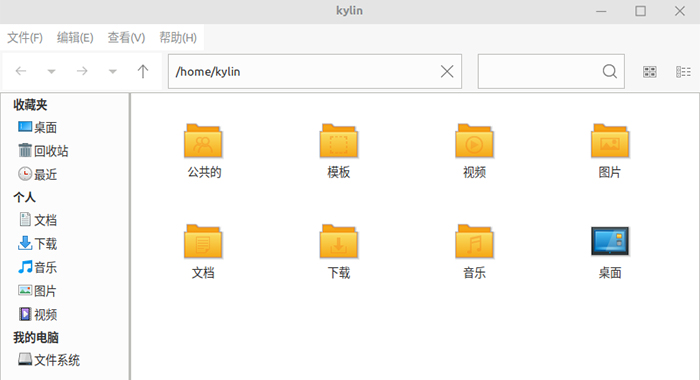 kylin
文件(F) 编辑(E) 查看(V) 帮助(H)
/home/kylin
收藏夹
桌面
回收站
最近
个人
文档
下载
音乐
图片
视频
我的电脑
文件系统
公共的 模板 视频 图片
文档 下载 音乐 桌面